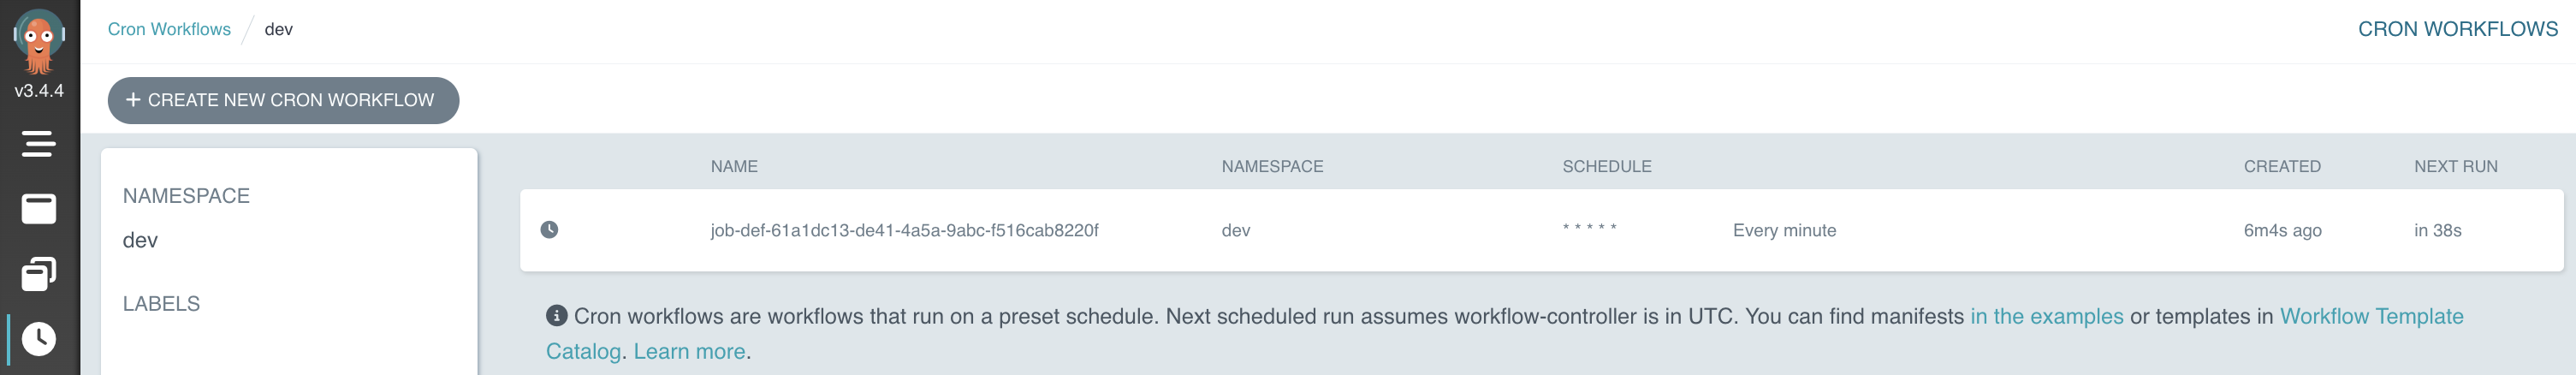 Cron Workflows / dev
CRON WORKFLOWS
v3.4.4
+ CREATE NEW CRON WORKFLOW
NAMESPACE
dev
LABELS
NAME NAMESPACE SCHEDULE CREATED NEXT RUN
job-def-61a1dc13-de41-4a5a-9abc-f516cab8220f dev * * * * * Every minute 6m4s ago in 38s
Cron workflows are workflows that run on a preset schedule. Next scheduled run assumes workflow-controller is in UTC. You can find manifests in the examples or templates in Workflow Template
Catalog. Learn more.